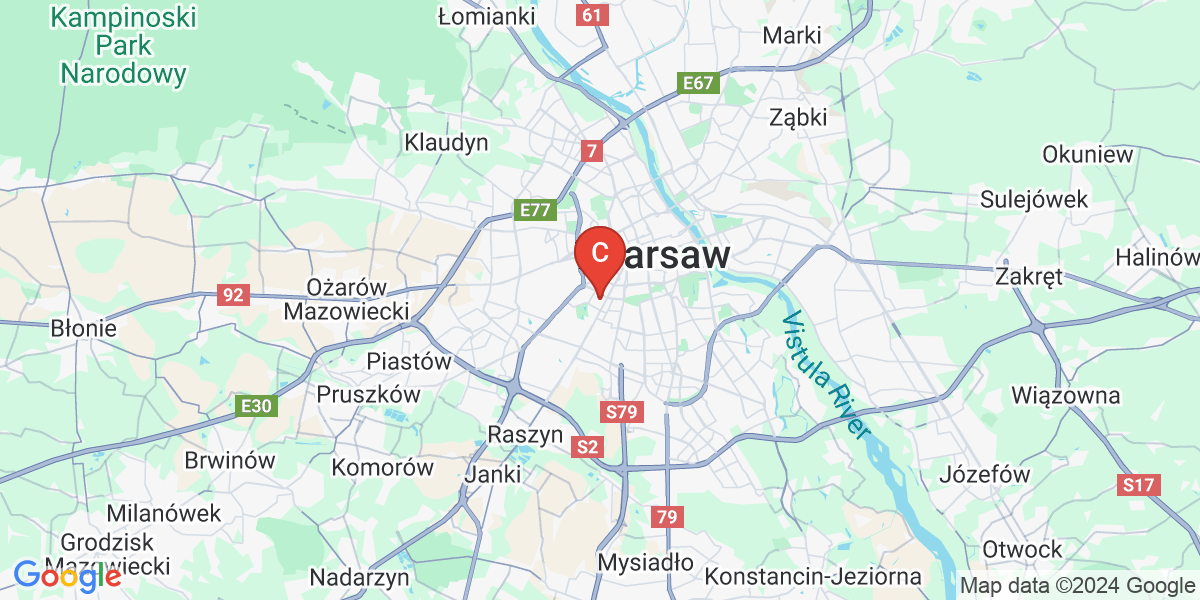 Kampinoski
Park
Narodowy
Łomianki
61
Marki
E67
Ząbki
Klaudyn
7
Okuniew
Sulejówek
E77
C
arsaw
Halinów
Zakręt
Ożarów
Mazowiecki
92
Błonie
Vistula River
Piastów
Pruszków
Wiązowna
E30
S79
Raszyn
S2
Brwinów
Komorów
Janki
Józefów
S17
Milanówek
79
Grodzisk
Mazowiecki
Otwock
Mysiadło
Nadarzyn
Konstancin-Jeziorna
Google
Map data ©2024 Google